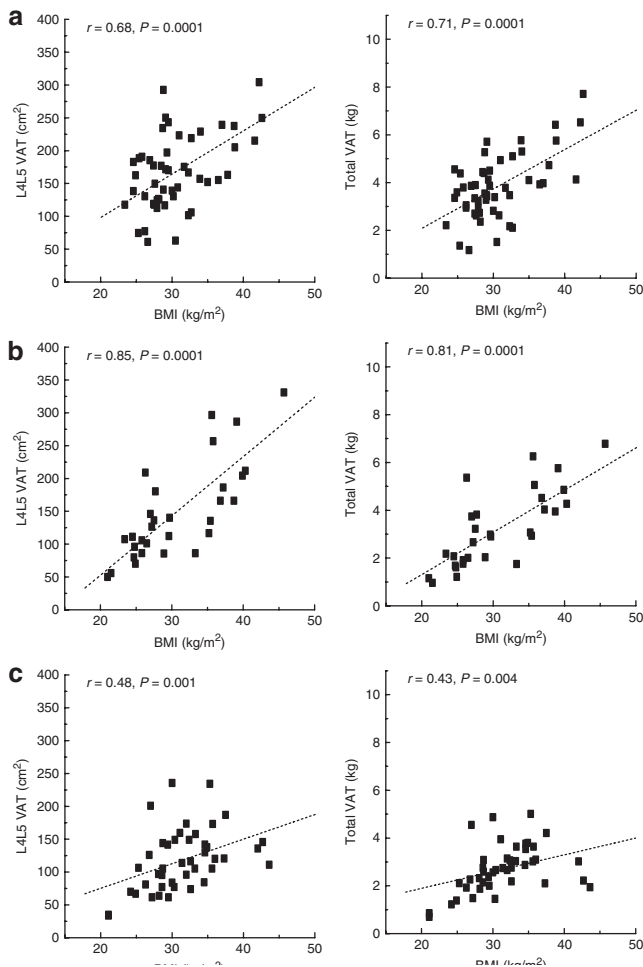 a
r = 0.68, P = 0.0001
L4L5 VAT (cm²)
400
350
300
250
200
150
100
50
0
20 30 40 50
BMI (kg/m²)
r = 0.71, P = 0.0001
Total VAT (kg)
10
8
6
4
2
0
20 30 40 50
BMI (kg/m²)
b
r = 0.85, P = 0.0001
L4L5 VAT (cm²)
400
350
300
250
200
150
100
50
0
20 30 40 50
BMI (kg/m²)
r = 0.81, P = 0.0001
Total VAT (kg)
10
8
6
4
2
0
20 30 40 50
BMI (kg/m²)
c
r = 0.48, P = 0.001
L4L5 VAT (cm²)
400
350
300
250
200
150
100
50
0
20 30 40 50
r = 0.43, P = 0.004
Total VAT (kg)
10
8
6
4
2
0
20 30 40 50